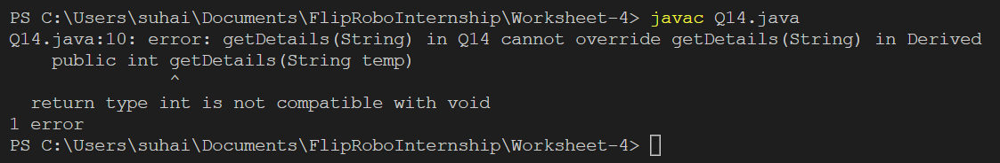 PS C:\Users\suhai\Documents\FlipRoboInternship\Worksheet-4> javac Q14.java
Q14.java:10: error: getDetails(String) in Q14 cannot override getDetails(String) in Derived
    public int getDetails(String temp)
               ^
  return type int is not compatible with void
1 error
PS C:\Users\suhai\Documents\FlipRoboInternship\Worksheet-4>